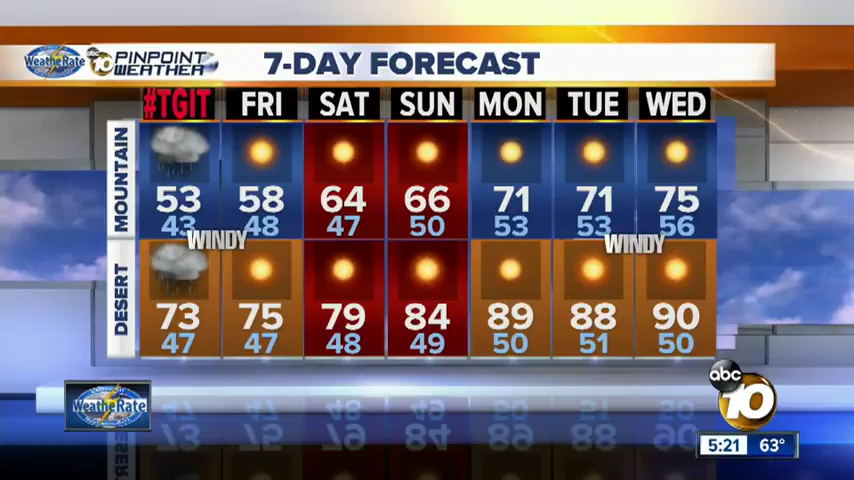 WeatheRate abc 10 PINPOINT WEATHER 7-DAY FORECAST
#TGIT FRI SAT SUN MON TUE WED
MOUNTAIN
53 58 64 66 71 71 75
43 48 47 50 53 53 56
WINDY WINDY
DESERT
73 75 79 84 89 88 90
47 47 48 49 50 51 50
WeatheRate
abc 10
5:21 63°